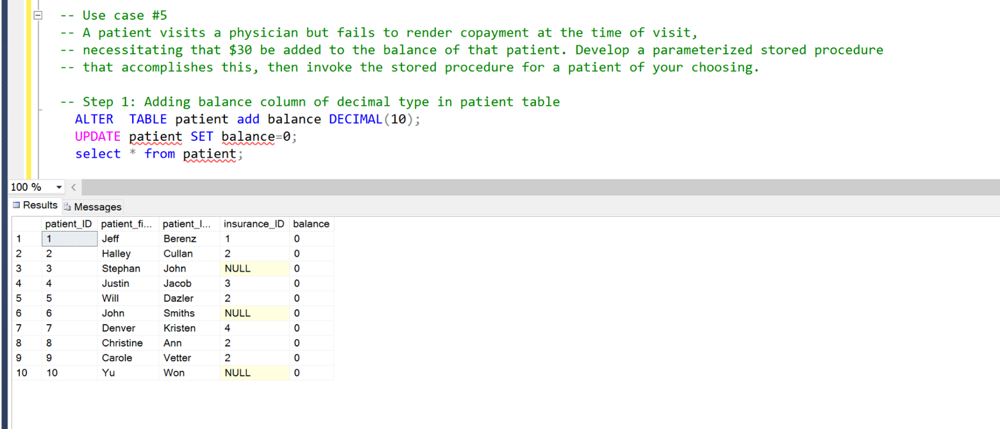 -- Use case #5
-- A patient visits a physician but fails to render copayment at the time of visit,
-- necessitating that $30 be added to the balance of that patient. Develop a parameterized stored procedure
-- that accomplishes this, then invoke the stored procedure for a patient of your choosing.
-- Step 1: Adding balance column of decimal type in patient table
ALTER  TABLE patient add balance DECIMAL(10);
UPDATE patient SET balance=0;
select * from patient;
100 %
Results Messages
patient_ID patient_fi... patient_l... insurance_ID balance
1 1 Jeff Berenz 1 0
2 2 Halley Cullan 2 0
3 3 Stephan John NULL 0
4 4 Justin Jacob 3 0
5 5 Will Dazler 2 0
6 6 John Smiths NULL 0
7 7 Denver Kristen 4 0
8 8 Christine Ann 2 0
9 9 Carole Vetter 2 0
10 10 Yu Won NULL 0